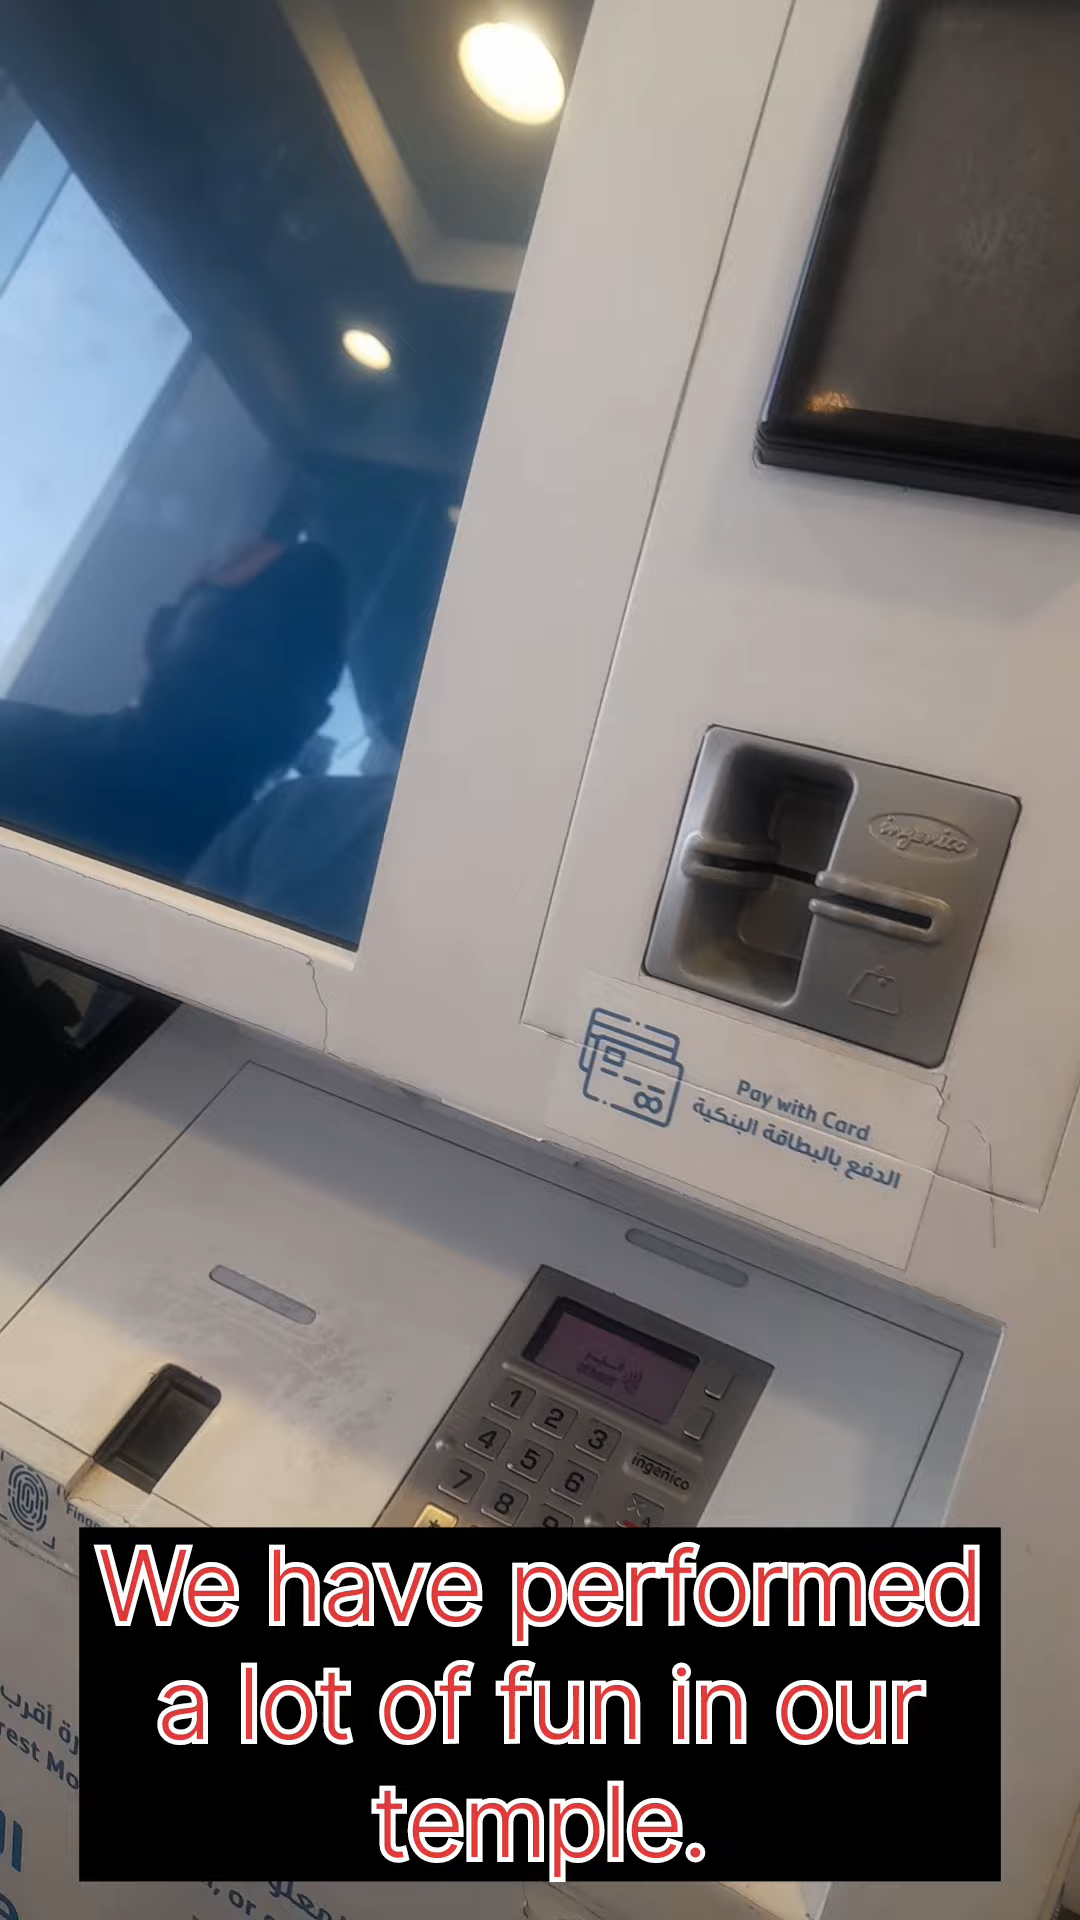 ingenico
Pay with Card
الدفع بالبطاقة البنكية
1 2 3
4 5 6
ingenico
7 8 9
We have performed
a lot of fun in our
temple.